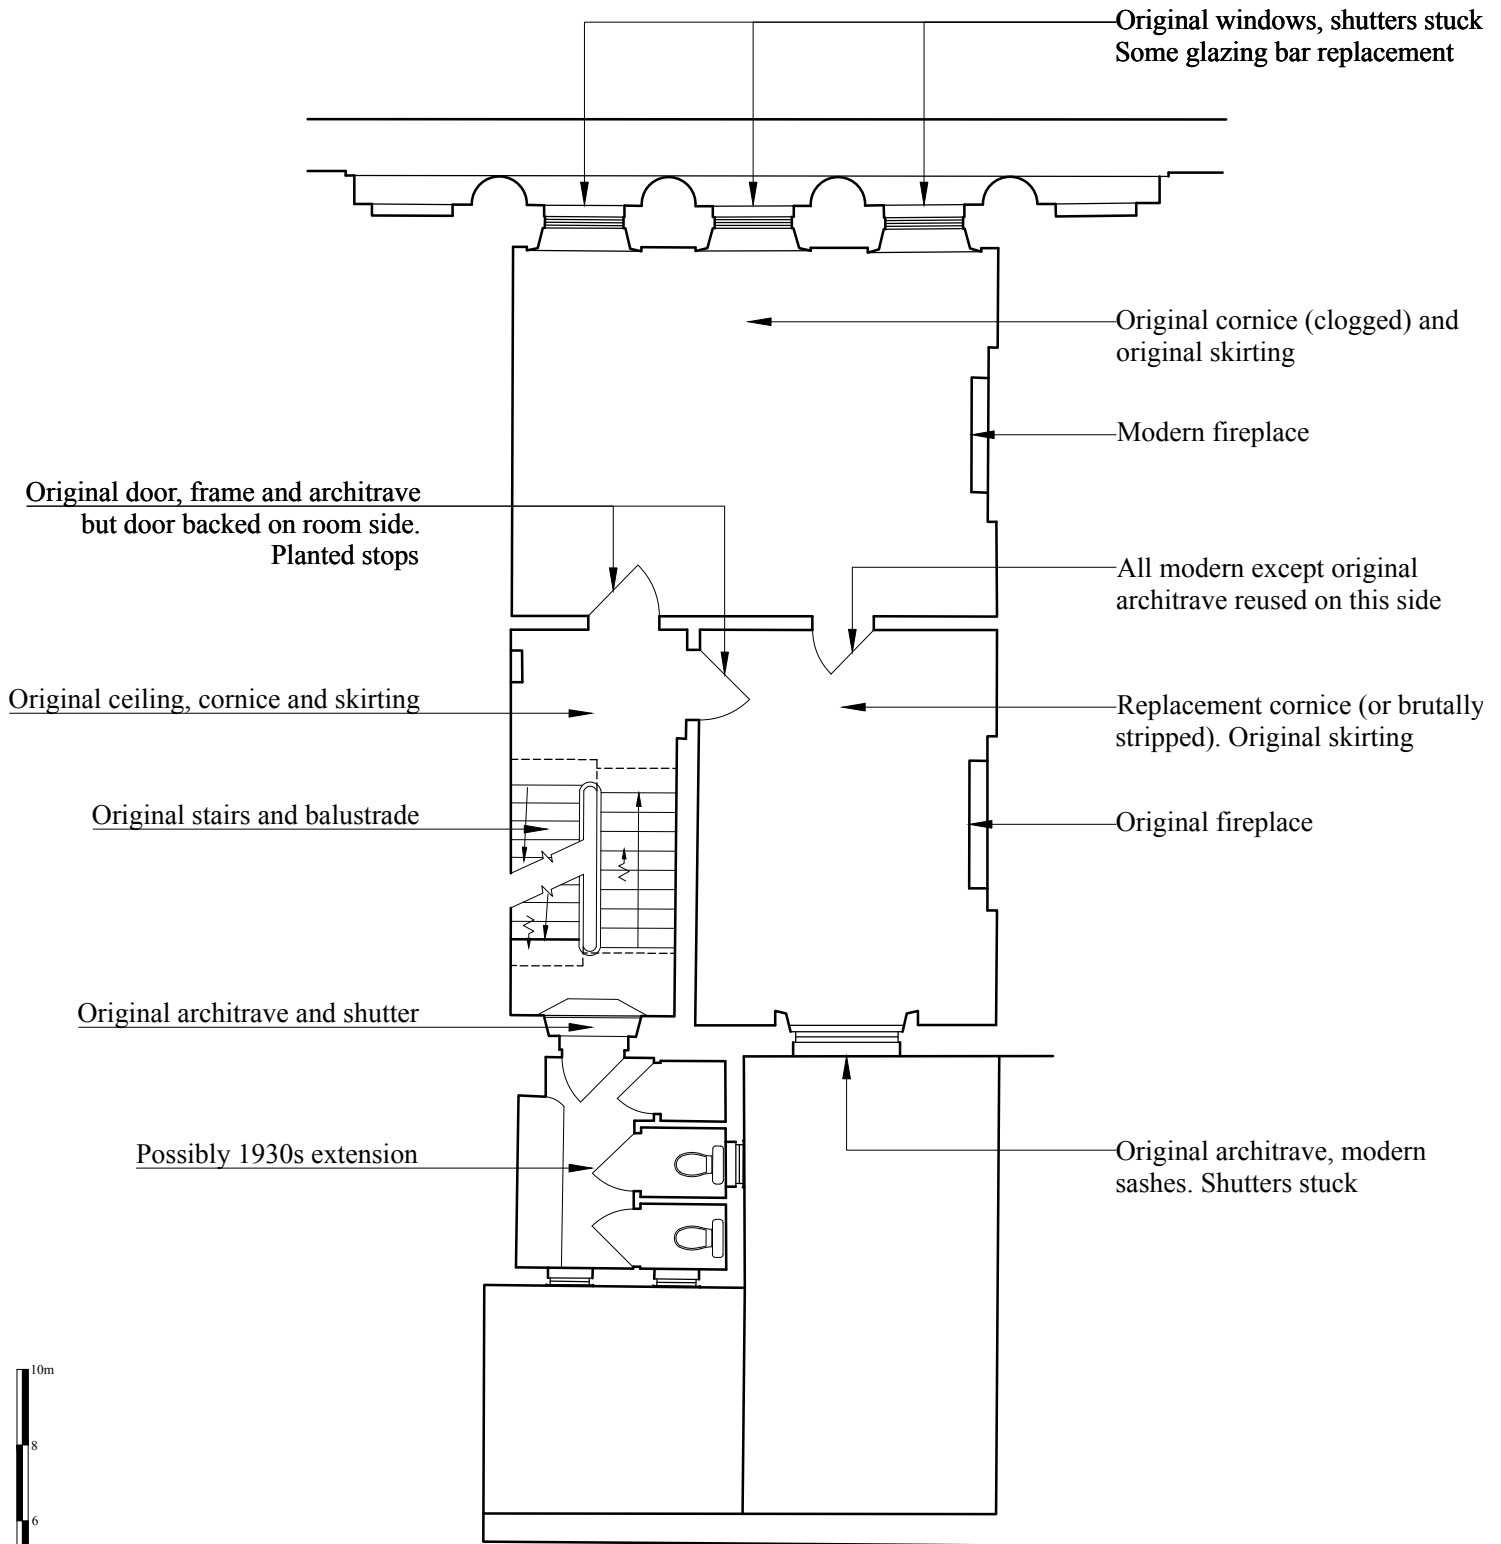 Original windows, shutters stuck
Some glazing bar replacement
Original cornice (clogged) and
original skirting
Modern fireplace
Original door, frame and architrave
but door backed on room side.
Planted stops
All modern except original
architrave reused on this side
Original ceiling, cornice and skirting
Replacement cornice (or brutally
stripped). Original skirting
Original stairs and balustrade
Original fireplace
Original architrave and shutter
Possibly 1930s extension
Original architrave, modern
sashes. Shutters stuck
10m
8
6